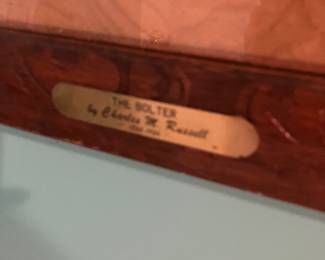 THE BOLTER
by Charles M. Russell